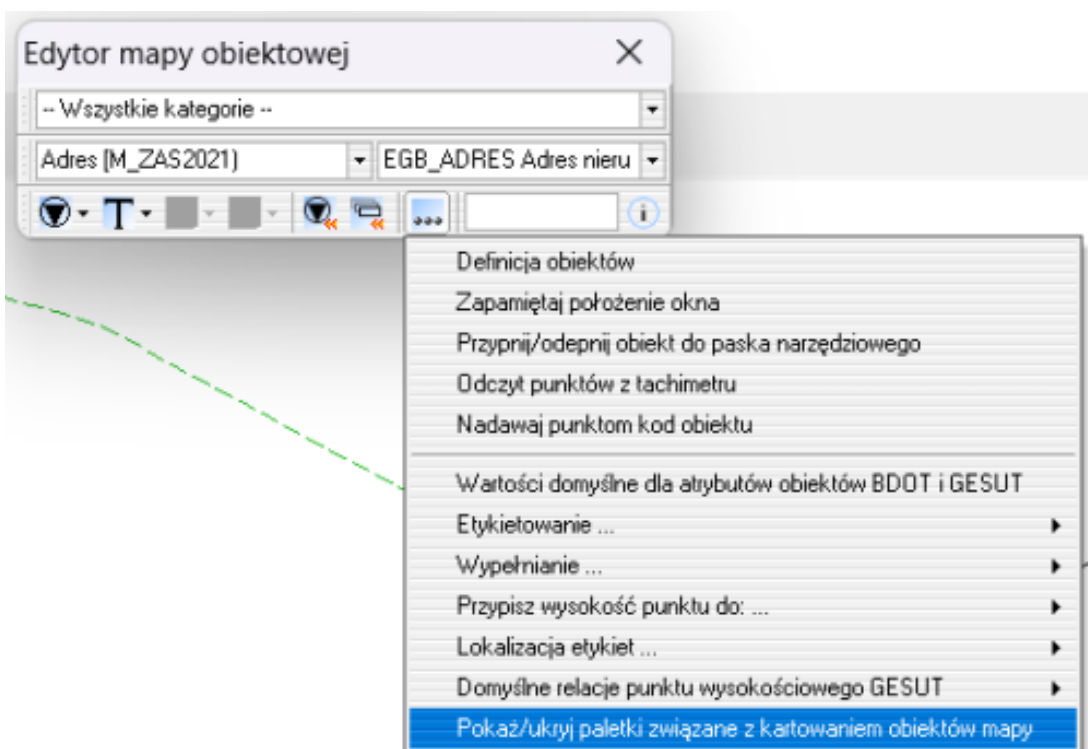 Edytor mapy obiektowej
-- Wszystkie kategorie --
Adres [M_ZAS2021) EGB_ADRES Adres nieru
T
Definicja obiektów
Zapamiętaj położenie okna
Przypnij/odepnij obiekt do paska narzędziowego
Odczyt punktów z tachimetru
Nadawaj punktom kod obiektu
Wartości domyślne dla atrybutów obiektów BDOT i GESUT
Etykietowanie ...
Wypełnianie ...
Przypisz wysokość punktu do: ...
Lokalizacja etykiet ...
Domyślne relacje punktu wysokościowego GESUT
Pokaż/ukryj paletki związane z kartowaniem obiektów mapy